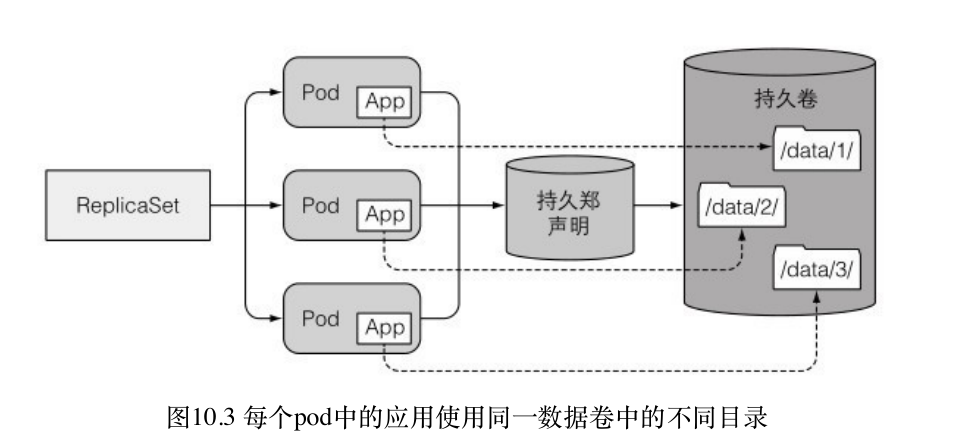 ReplicaSet
Pod
App
Pod
App
Pod
App
持久郑
声明
持久卷
/data/1/
/data/2/
/data/3/
图10.3 每个pod中的应用使用同一数据卷中的不同目录